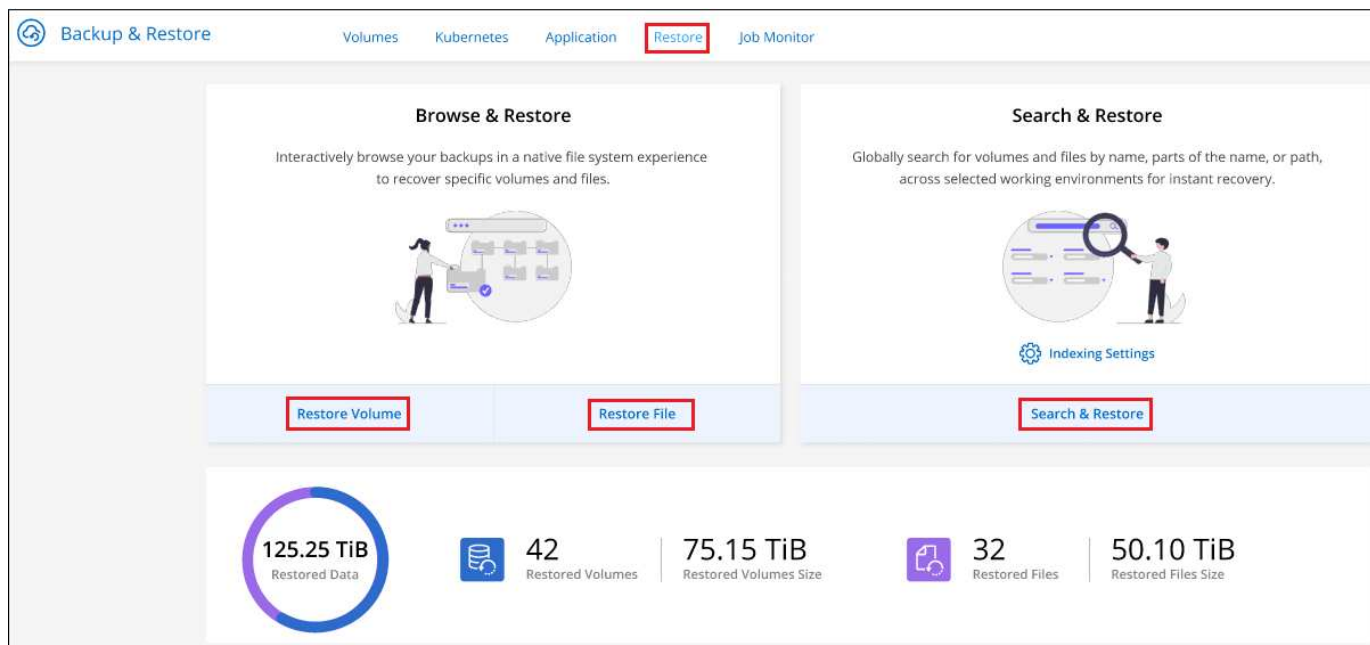 Backup & Restore
Volumes Kubernetes Application Restore Job Monitor
Browse & Restore
Interactively browse your backups in a native file system experience
to recover specific volumes and files.
Restore Volume
Restore File
Search & Restore
Globally search for volumes and files by name, parts of the name, or path,
across selected working environments for instant recovery.
Indexing Settings
Search & Restore
125.25 TiB
Restored Data
42
Restored Volumes
75.15 TiB
Restored Volumes Size
32
Restored Files
50.10 TiB
Restored Files Size